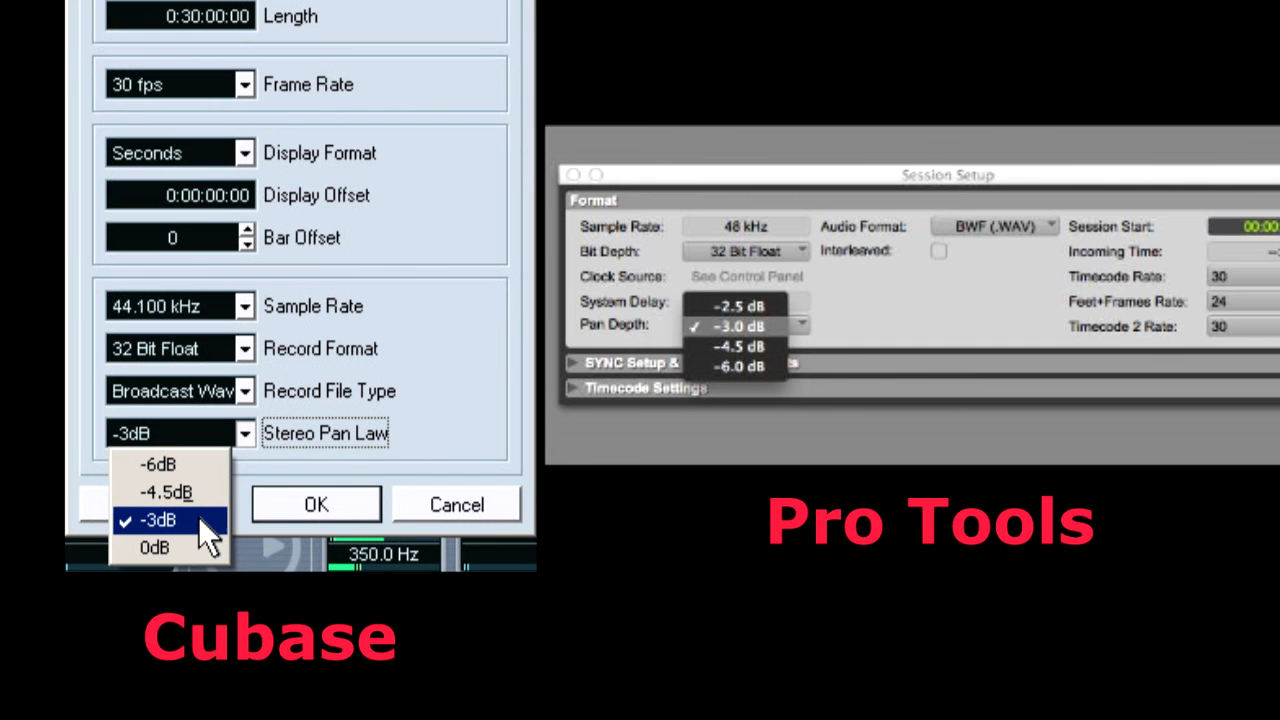 0:30:00:00 Length
30 fps Frame Rate
Seconds Display Format
0:00:00:00 Display Offset
0 Bar Offset
44.100 kHz Sample Rate
32 Bit Float Record Format
Broadcast Wav Record File Type
-3dB Stereo Pan Law
-6dB
-4.5dB
-3dB
0dB
OK Cancel
350.0 Hz
Cubase
Session Setup
Format
Sample Rate: 48 kHz Audio Format: BWF (.WAV) Session Start: 00:00
Bit Depth: 32 Bit Float Interleaved: Incoming Time:
Clock Source: See Control Panel Timecode Rate: 30
System Delay: Feet+Frames Rate: 24
Pan Depth: Timecode 2 Rate: 30
-2.5 dB
-3.0 dB
-4.5 dB
-6.0 dB
SYNC Setup &
Timecode Settings
Pro Tools